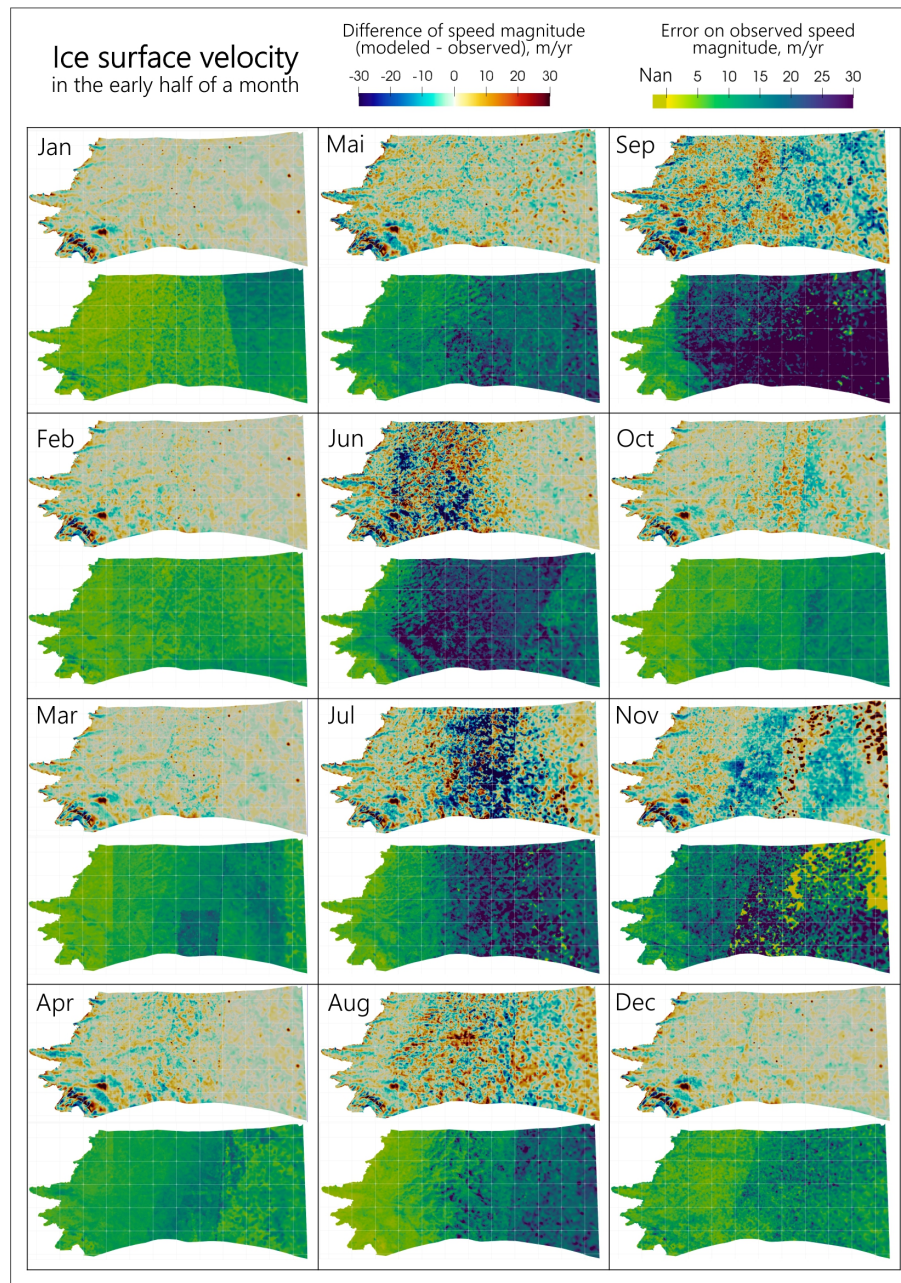 Ice surface velocity
in the early half of a month
Difference of speed magnitude
(modeled - observed), m/yr
-30 -20 -10 0 10 20 30
Error on observed speed
magnitude, m/yr
Nan 5 10 15 20 25 30
Jan
Mai
Sep
Feb
Jun
Oct
Mar
Jul
Nov
Apr
Aug
Dec